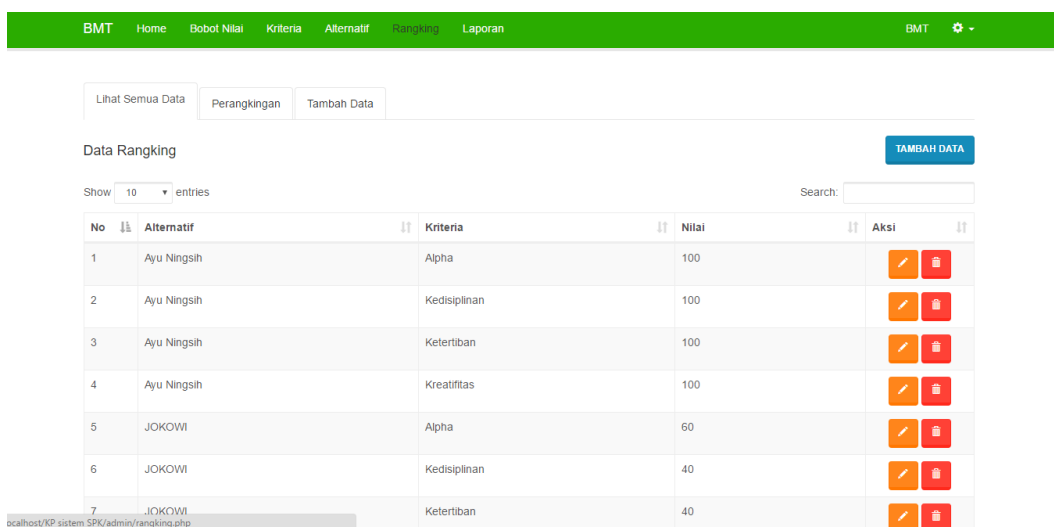 BMT Home Bobot Nilai Kriteria Alternatif Rangking Laporan BMT
Lihat Semua Data Perangkingan Tambah Data
Data Rangking TAMBAH DATA
Show 10 entries Search:
No Alternatif Kriteria Nilai Aksi
1 Ayu Ningsih Alpha 100
2 Ayu Ningsih Kedisiplinan 100
3 Ayu Ningsih Ketertiban 100
4 Ayu Ningsih Kreatifitas 100
5 JOKOWI Alpha 60
6 JOKOWI Kedisiplinan 40
7 JOKOWI Ketertiban 40
ocalhost/KP sistem SPK/admin/rangking.php